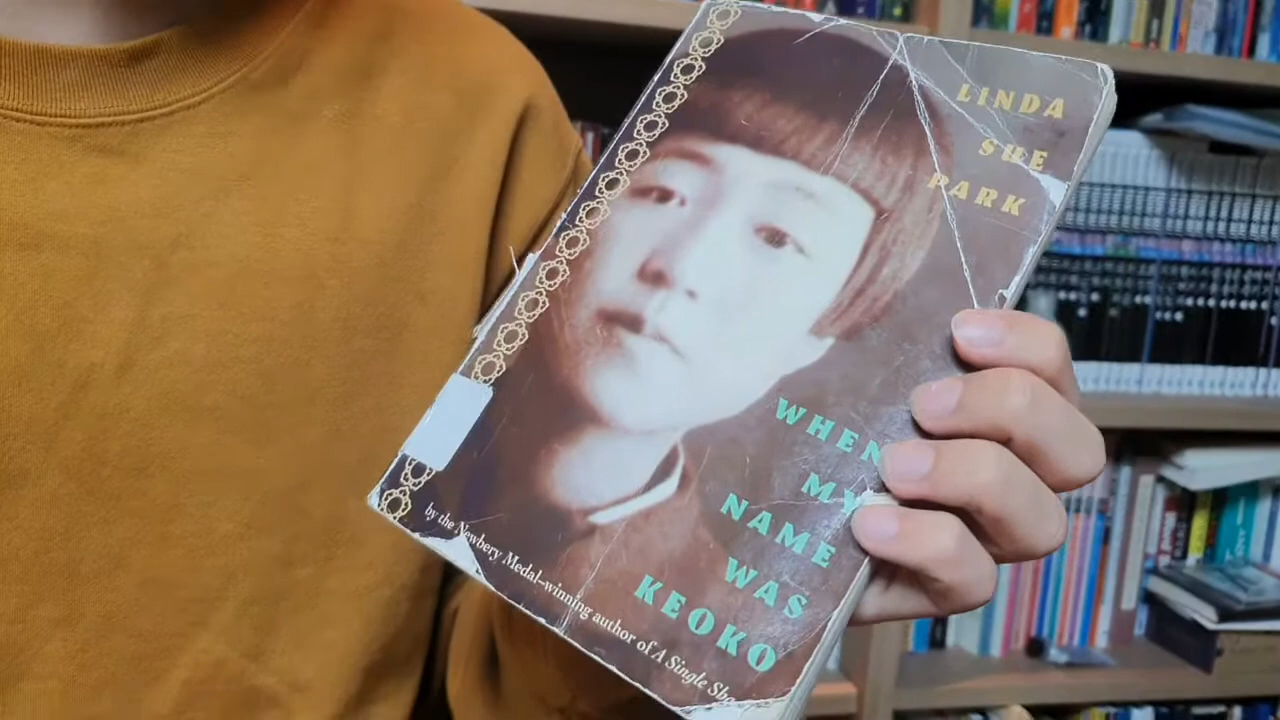 LINDA
SUE
PARK
WHEN
MY
NAME
WAS
KEOKO
by the Newbery Medal–winning author of A Single